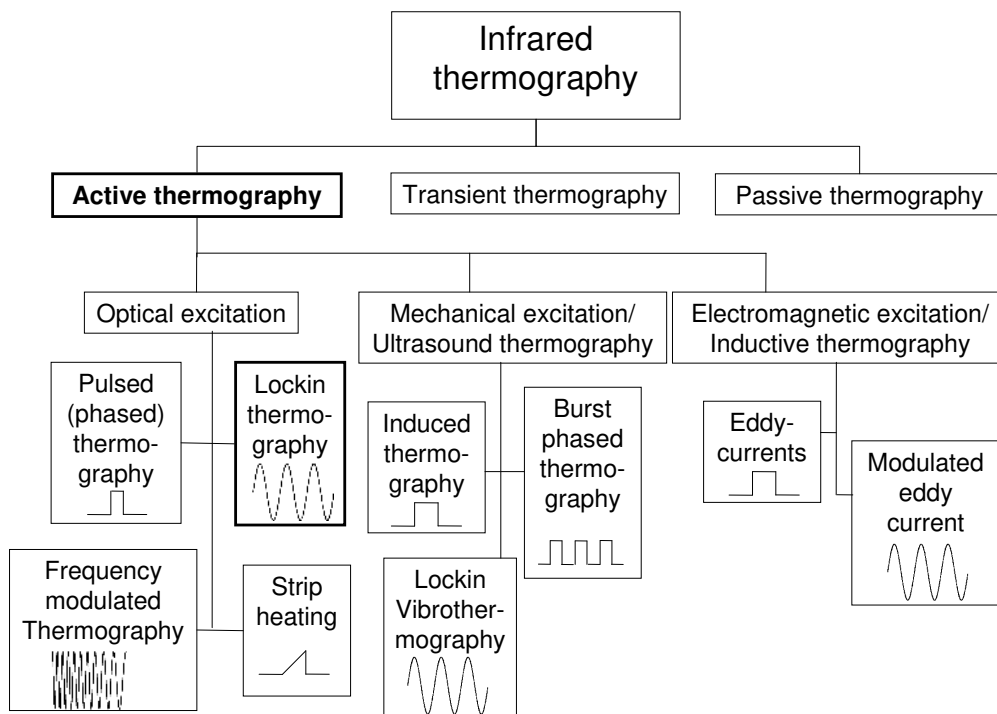 Infrared
thermography
Active thermography
Transient thermography
Passive thermography
Optical excitation
Mechanical excitation/
Ultrasound thermography
Electromagnetic excitation/
Inductive thermography
Pulsed
(phased)
thermo-
graphy
Lockin
thermo-
graphy
Induced
thermo-
graphy
Burst
phased
thermo-
graphy
Eddy-
currents
Modulated
eddy
current
Frequency
modulated
Thermography
Strip
heating
Lockin
Vibrother-
mography